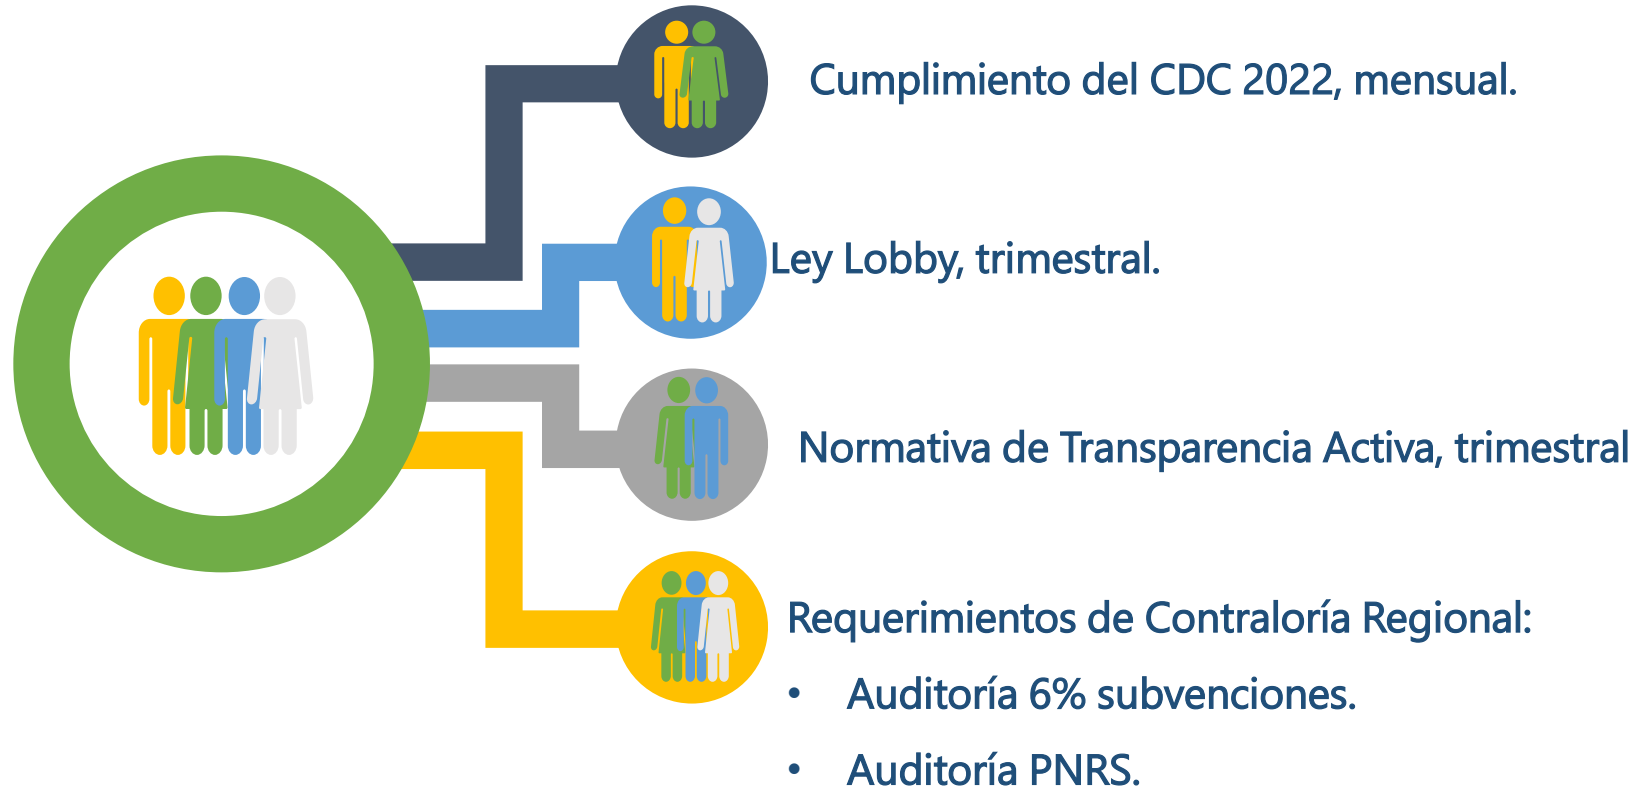 Cumplimiento del CDC 2022, mensual.
Ley Lobby, trimestral.
Normativa de Transparencia Activa, trimestral
Requerimientos de Contraloría Regional:
• Auditoría 6% subvenciones.
• Auditoría PNRS.